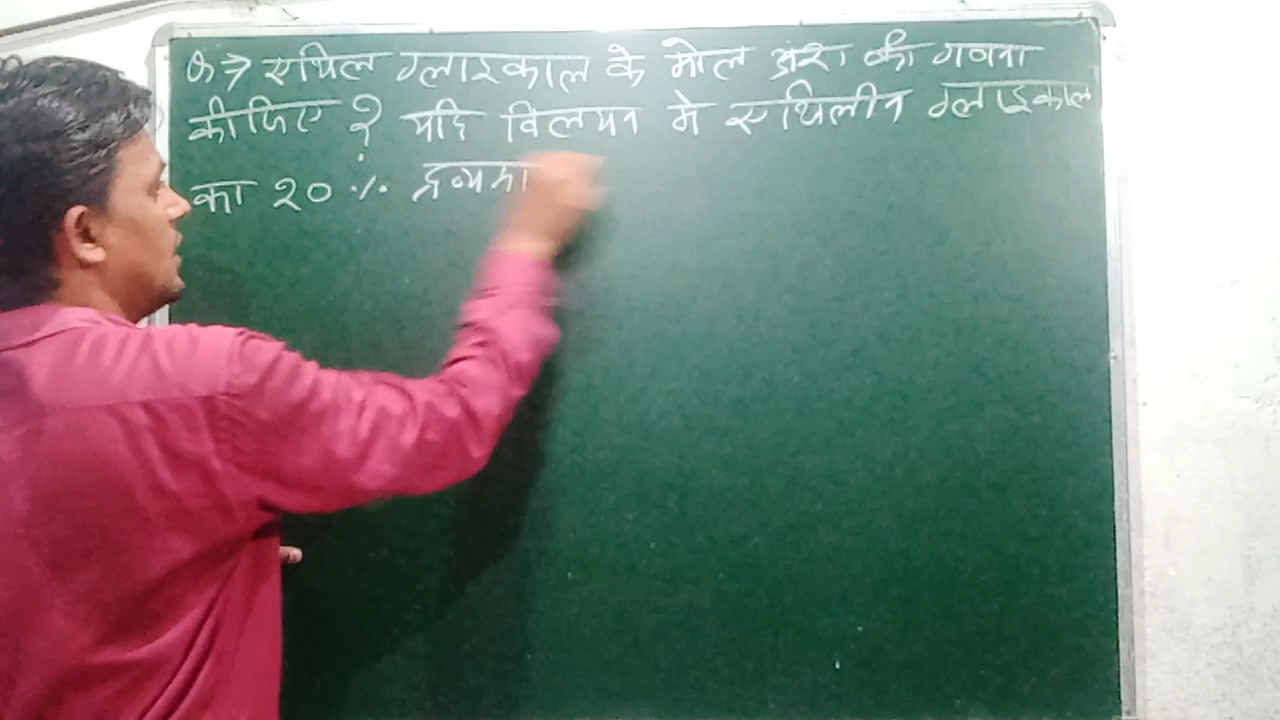 Q→ एथिल ग्लाइकाल के मोल अंश की गणना
कीजिए ? यदि विलयन मे एथिलीन ग्लाइकाल
का 20 % द्रव्यमा